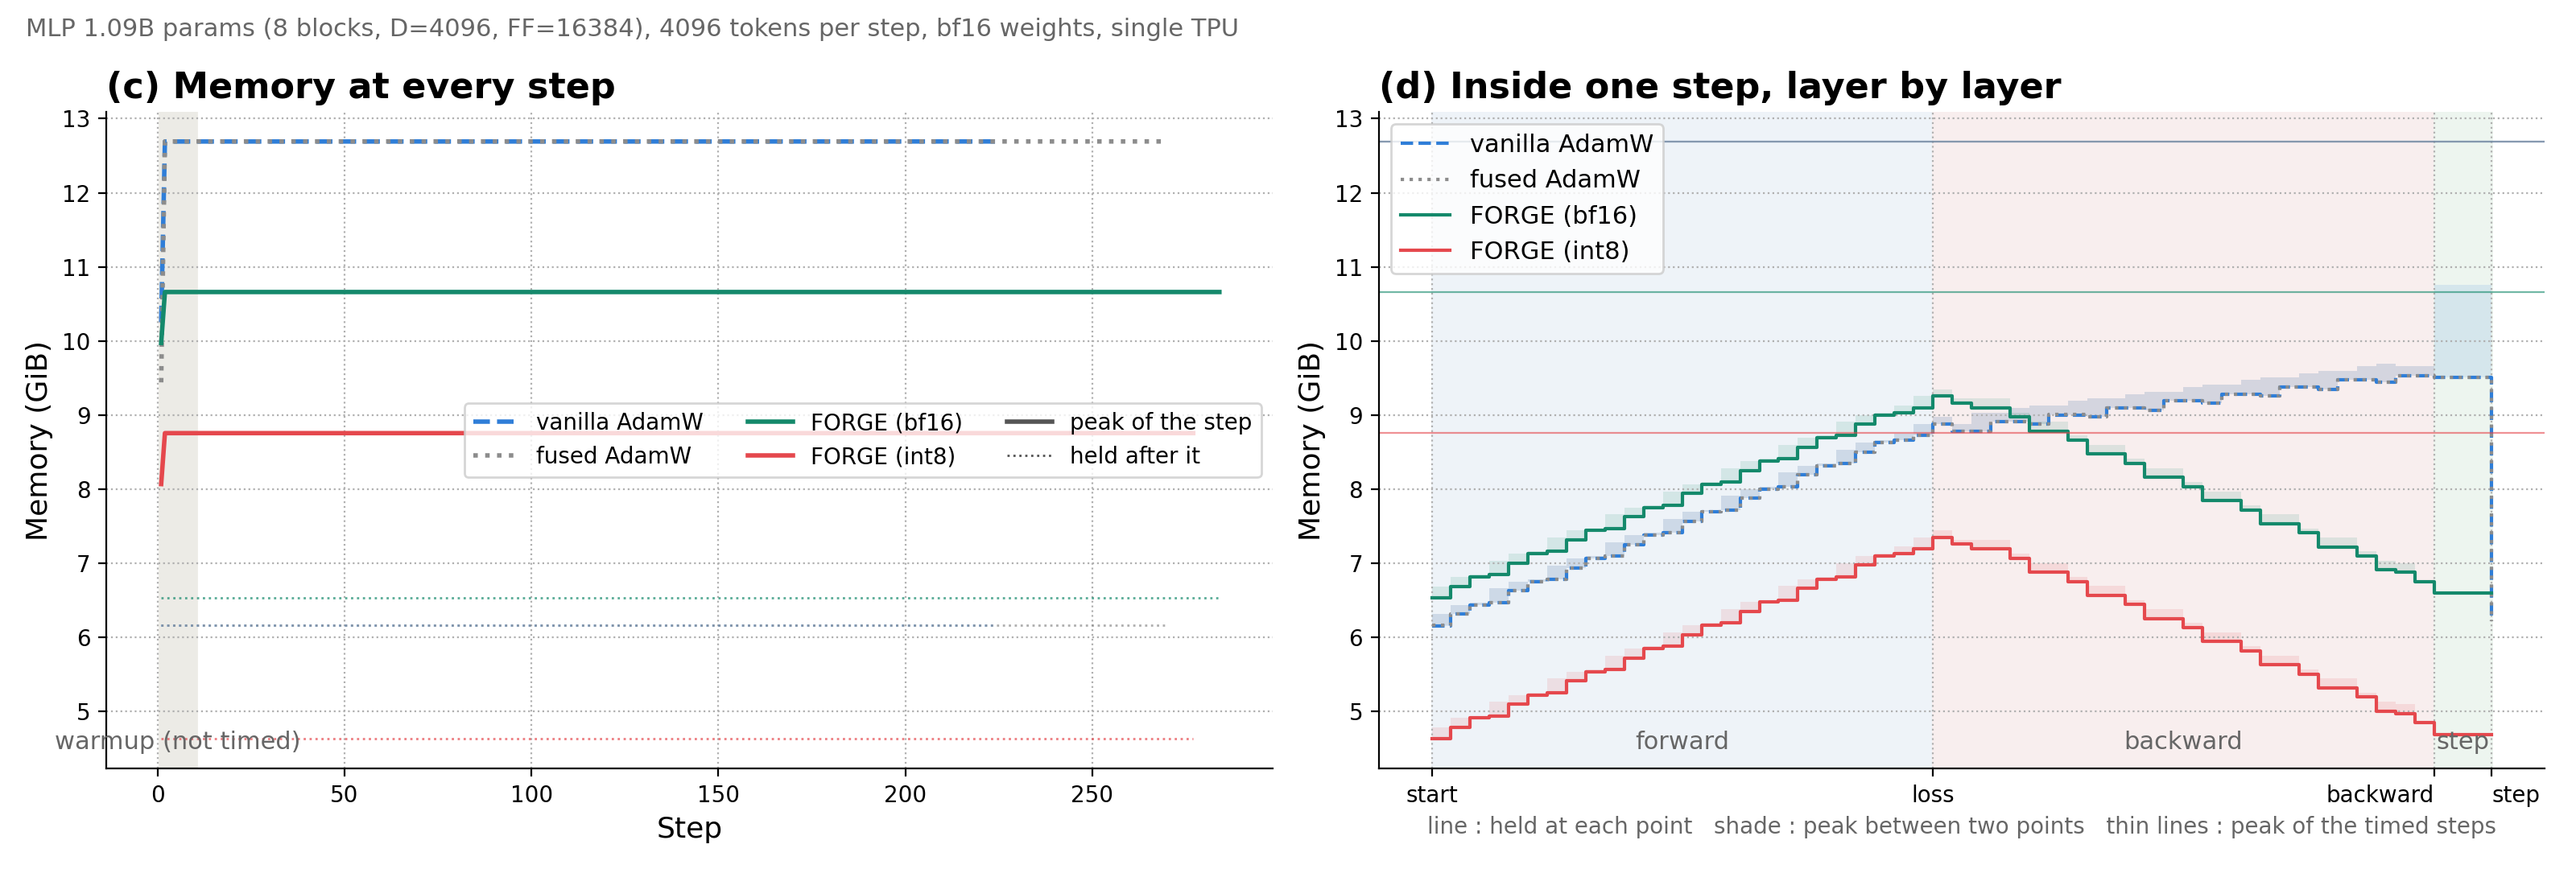 MLP 1.09B params (8 blocks, D=4096, FF=16384), 4096 tokens per step, bf16 weights, single TPU
(c) Memory at every step
Memory (GiB)
13
12
11
10
9
8
7
6
5
vanilla AdamW
fused AdamW
FORGE (bf16)
FORGE (int8)
peak of the step
held after it
warmup (not timed)
0
50
100
150
200
250
Step
(d) Inside one step, layer by layer
Memory (GiB)
13
12
11
10
9
8
7
6
5
vanilla AdamW
fused AdamW
FORGE (bf16)
FORGE (int8)
forward
backward
step
start
loss
backward
step
line : held at each point   shade : peak between two points   thin lines : peak of the timed steps